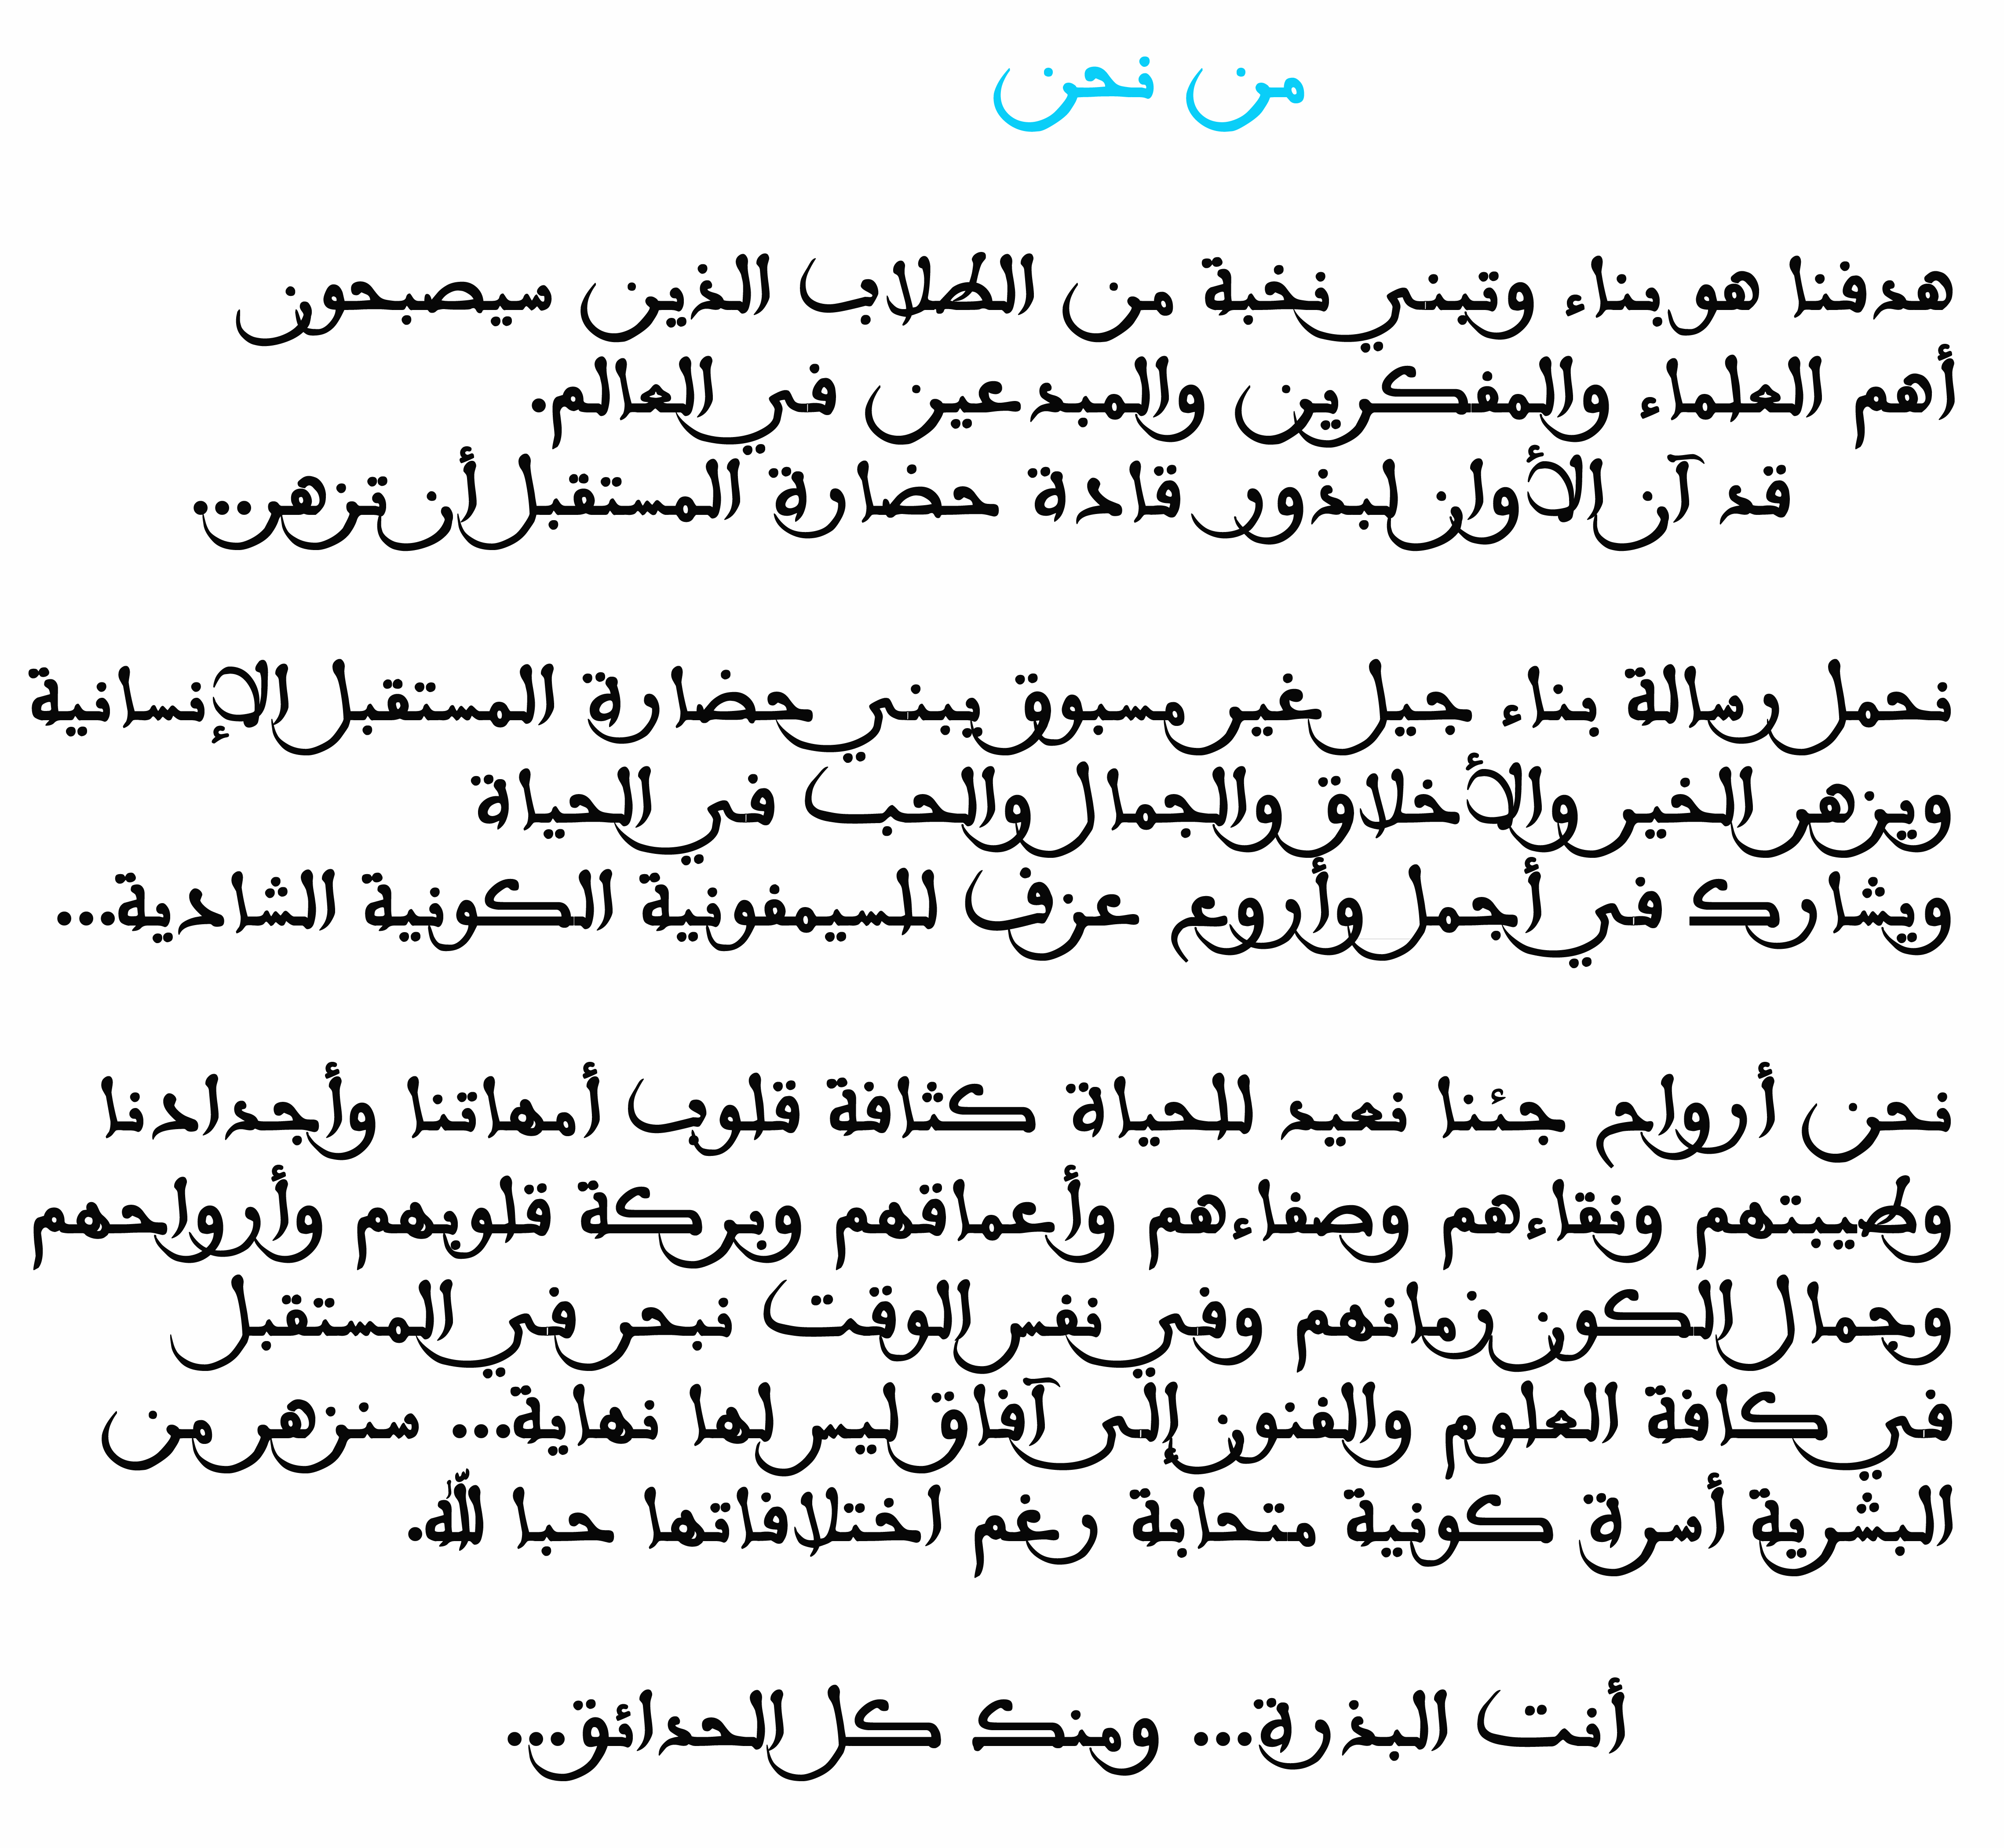 من نحن
هدفنا هو بناء وتبني نخبة من الطلاب الذين سيصبحون
أهم العلماء والمفكرين والمبدعين في العالم.
قد آن الأوان لبذور قادة حضارة المستقبل أن تزهر...
نحمل رسالة بناء جيل غير مسبوق يبني حضارة المستقبل الإنسانية
ويزهر الخير والأخلاق والجمال والحب في الحياة
ويشارك في أجمل وأروع عزف للسيمفونية الكونية الشادية...
نحن أرواح جئنا نعيد للحياة كثافة قلوب أمهاتنا وأجدادنا
وطيبتهم ونقاءهم وصفاءهم وأعماقهم وبركة قلوبهم وأرواحهم
وجمال الكون زمانهم وفي نفس الوقت نبحر في المستقبل
في كافة العلوم والفنون إلى آفاق ليس لها نهاية... سنزهر من
البشرية أسرة كونية متحابة رغم اختلافاتها حبا لله.
أنت البذرة... ومنك كل الحدائق...